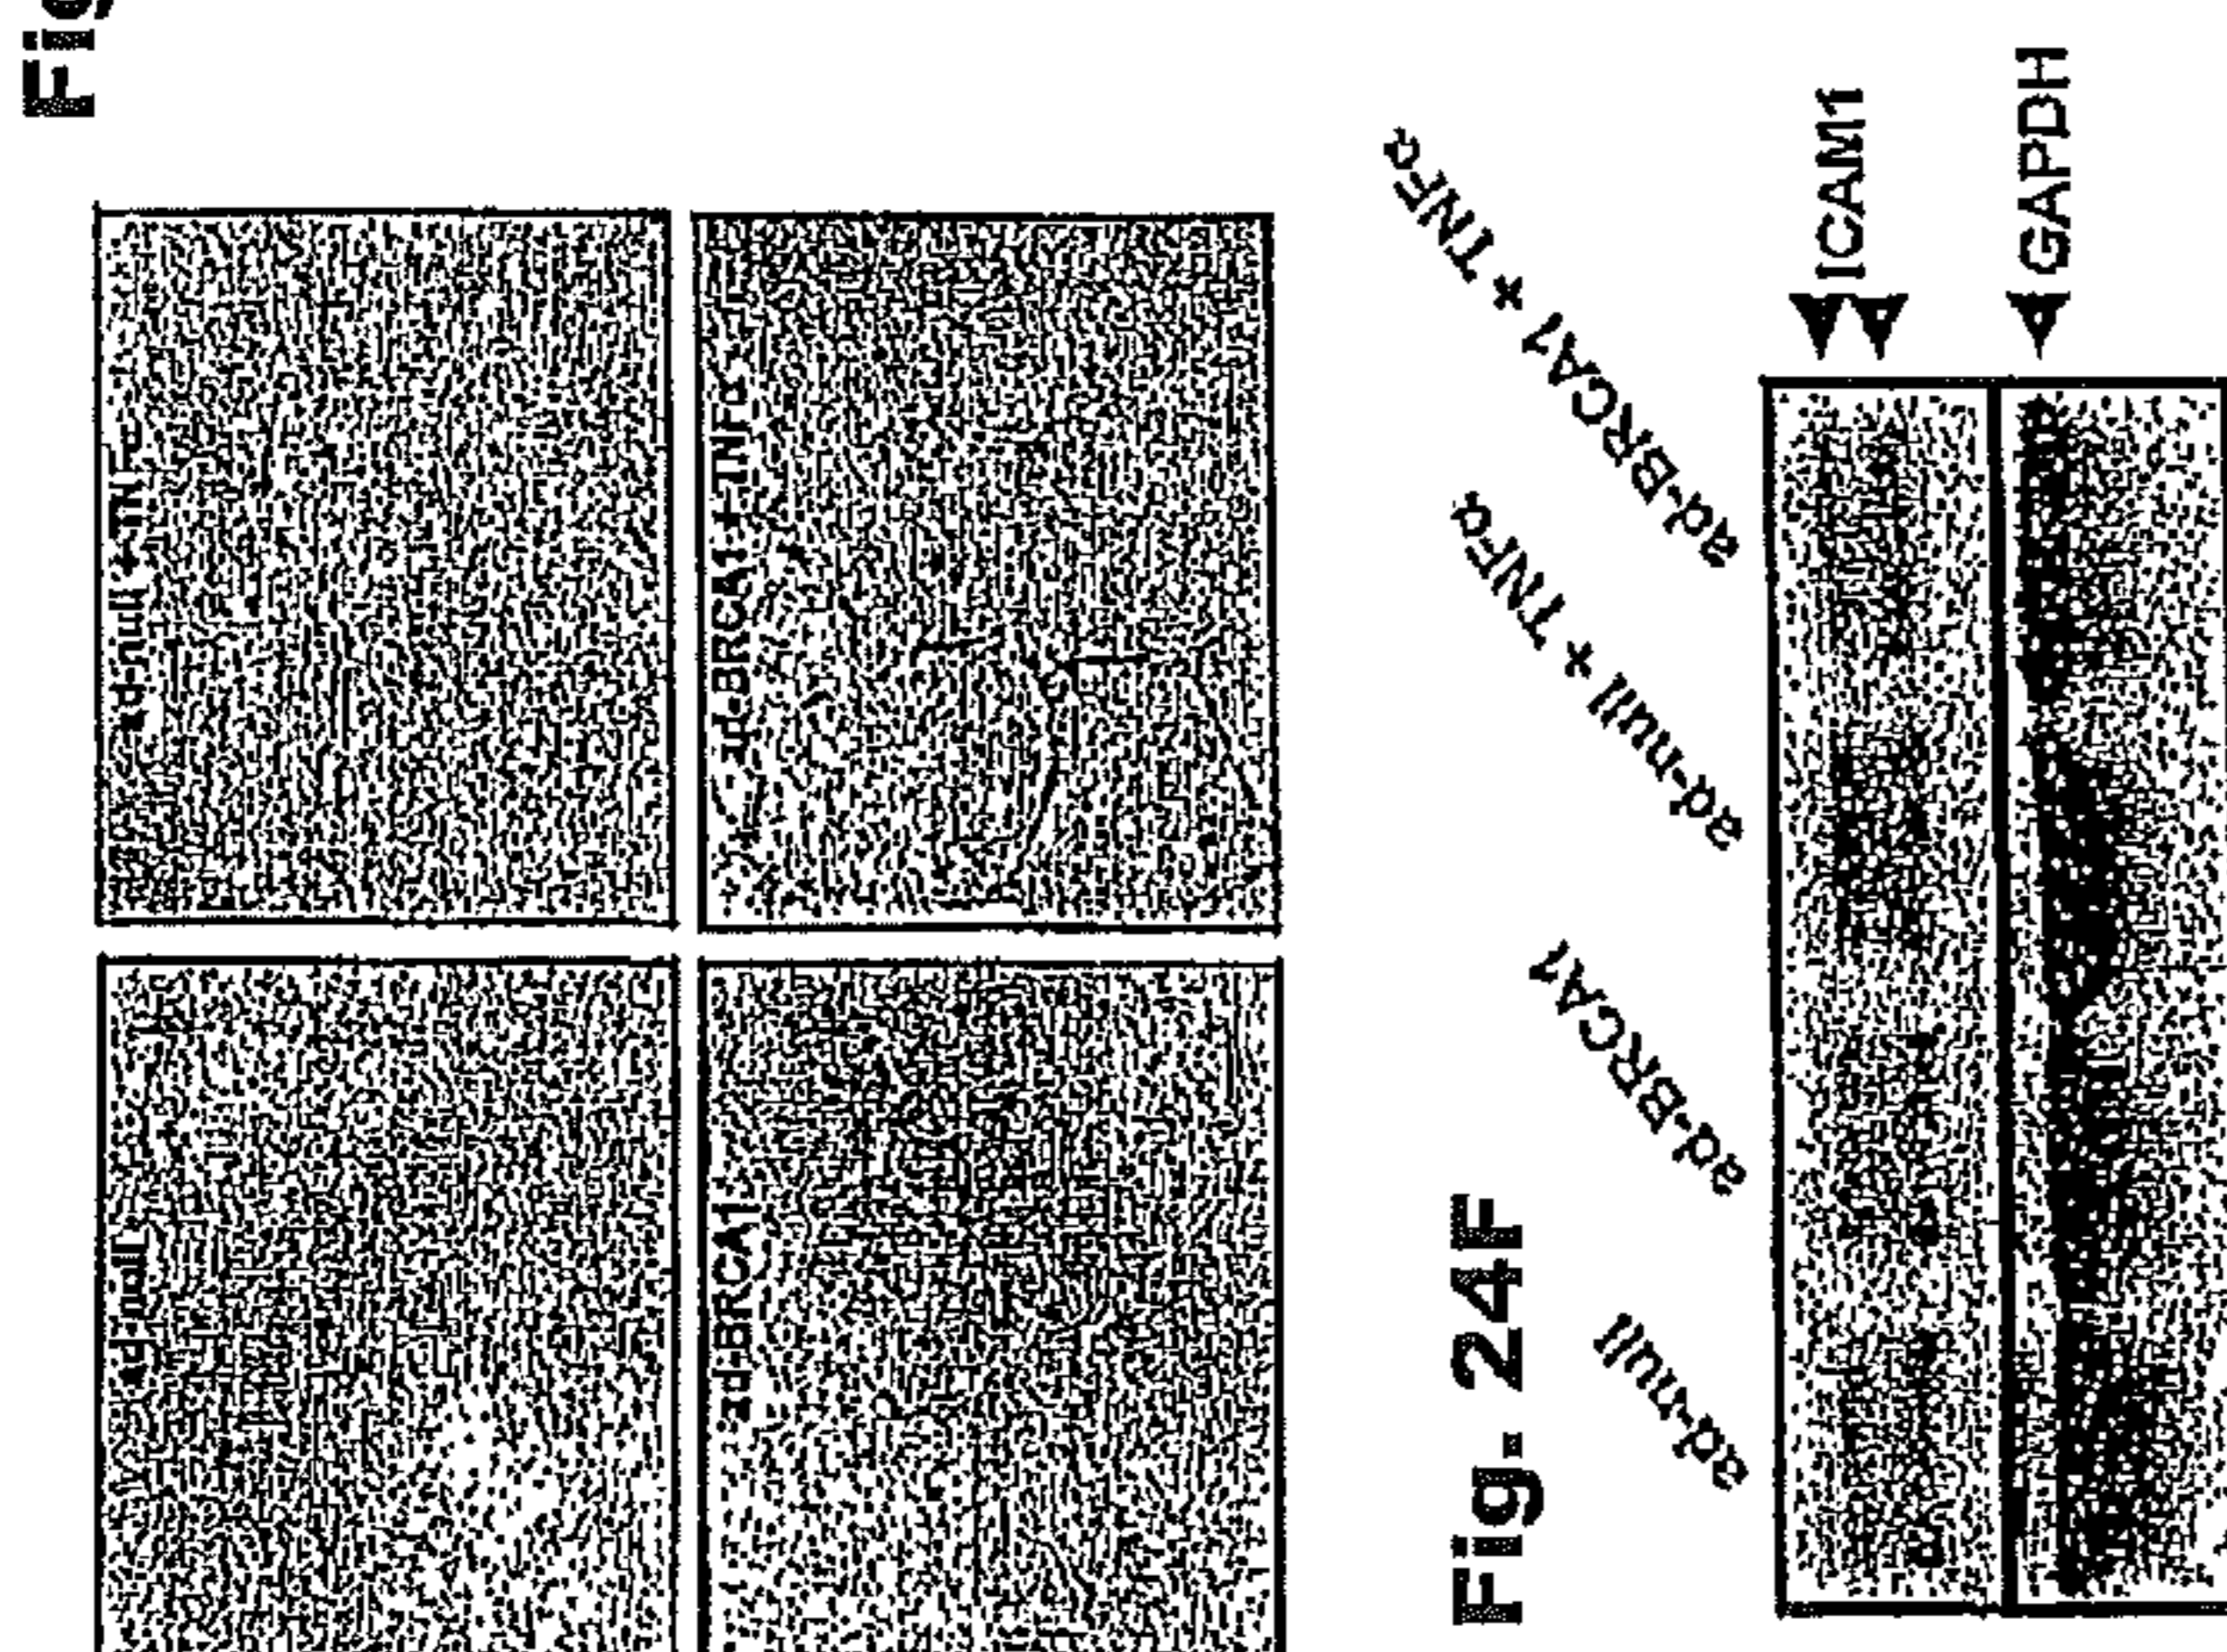 Fig
ad-null
ad-null + TN
ad-BRCA1
ad-BRCA1 + TNFα
Fig. 24F
ad-null
ad-BRCA1
ad-null + TNFα
ad-BRCA1 + TNFα
ICAM1
GAPDH